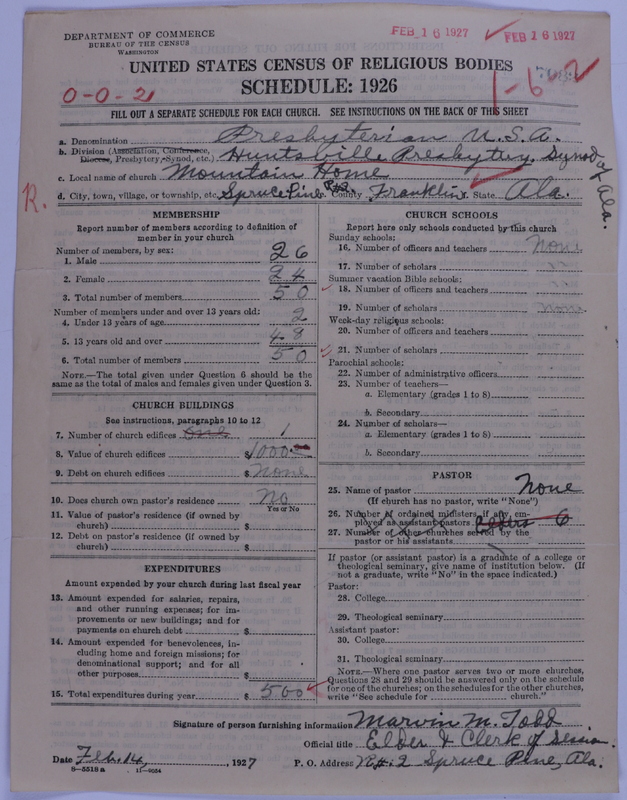 DEPARTMENT OF COMMERCE
BUREAU OF THE CENSUS
WASHINGTON
FEB 16 1927 FEB 16 1927
UNITED STATES CENSUS OF RELIGIOUS BODIES
SCHEDULE: 1926
1-6-2
0-0-2
FILL OUT A SEPARATE SCHEDULE FOR EACH CHURCH. SEE INSTRUCTIONS ON THE BACK OF THIS SHEET
a. Denomination Presbyterian U.S.A.
b. Division (Association, Conference, Diocese, Presbytery, Synod, etc.) Huntsville Presbytry, Synod of Ala.
c. Local name of church Mountain Home
d. City, town, village, or township, etc. Spruce Pine R#2. County Franklin. State Ala.
R.
MEMBERSHIP
Report number of members according to definition of
member in your church
Number of members, by sex:
1. Male 26
2. Female 24
3. Total number of members 50
Number of members under and over 13 years old:
4. Under 13 years of age 2
5. 13 years old and over 48
6. Total number of members 50
NOTE.—The total given under Question 6 should be the
same as the total of males and females given under Question 3.
CHURCH BUILDINGS
See instructions, paragraphs 10 to 12
7. Number of church edifices One 1
8. Value of church edifices $1000
9. Debt on church edifices $ None
10. Does church own pastor's residence No
Yes or No
11. Value of pastor's residence (if owned by
church) $
12. Debt on pastor's residence (if owned by
church) $
EXPENDITURES
Amount expended by your church during last fiscal year
13. Amount expended for salaries, repairs,
and other running expenses; for im-
provements or new buildings; and for
payments on church debt $
14. Amount expended for benevolences, in-
cluding home and foreign missions; for
denominational support; and for all
other purposes $
15. Total expenditures during year $ 500
CHURCH SCHOOLS
Report here only schools conducted by this church
Sunday schools:
16. Number of officers and teachers None
17. Number of scholars
Summer vacation Bible schools:
18. Number of officers and teachers
19. Number of scholars
Week-day religious schools:
20. Number of officers and teachers
21. Number of scholars
Parochial schools:
22. Number of administrative officers
23. Number of teachers—
a. Elementary (grades 1 to 8)
b. Secondary
24. Number of scholars—
a. Elementary (grades 1 to 8)
b. Secondary
PASTOR
25. Name of pastor None
(If church has no pastor, write "None")
26. Number of ordained ministers, if any, em-
ployed as assistant pastors Elders 6
27. Number of other churches served by the
pastor or his assistants
If pastor (or assistant pastor) is a graduate of a college or
theological seminary, give name of institution below. (If
not a graduate, write "No" in the space indicated.)
Pastor:
28. College
29. Theological seminary
Assistant pastor:
30. College
31. Theological seminary
NOTE.—Where one pastor serves two or more churches,
Questions 28 and 29 should be answered only on the schedule
for one of the churches; on the schedules for the other churches,
write "See schedule for church."
Signature of person furnishing information Marvin M. Todd
Official title Elder & Clerk of Session.
Date Feb. 14, , 1927 P. O. Address R#2 Spruce Pine, Ala.
8—5518 a 11—9034